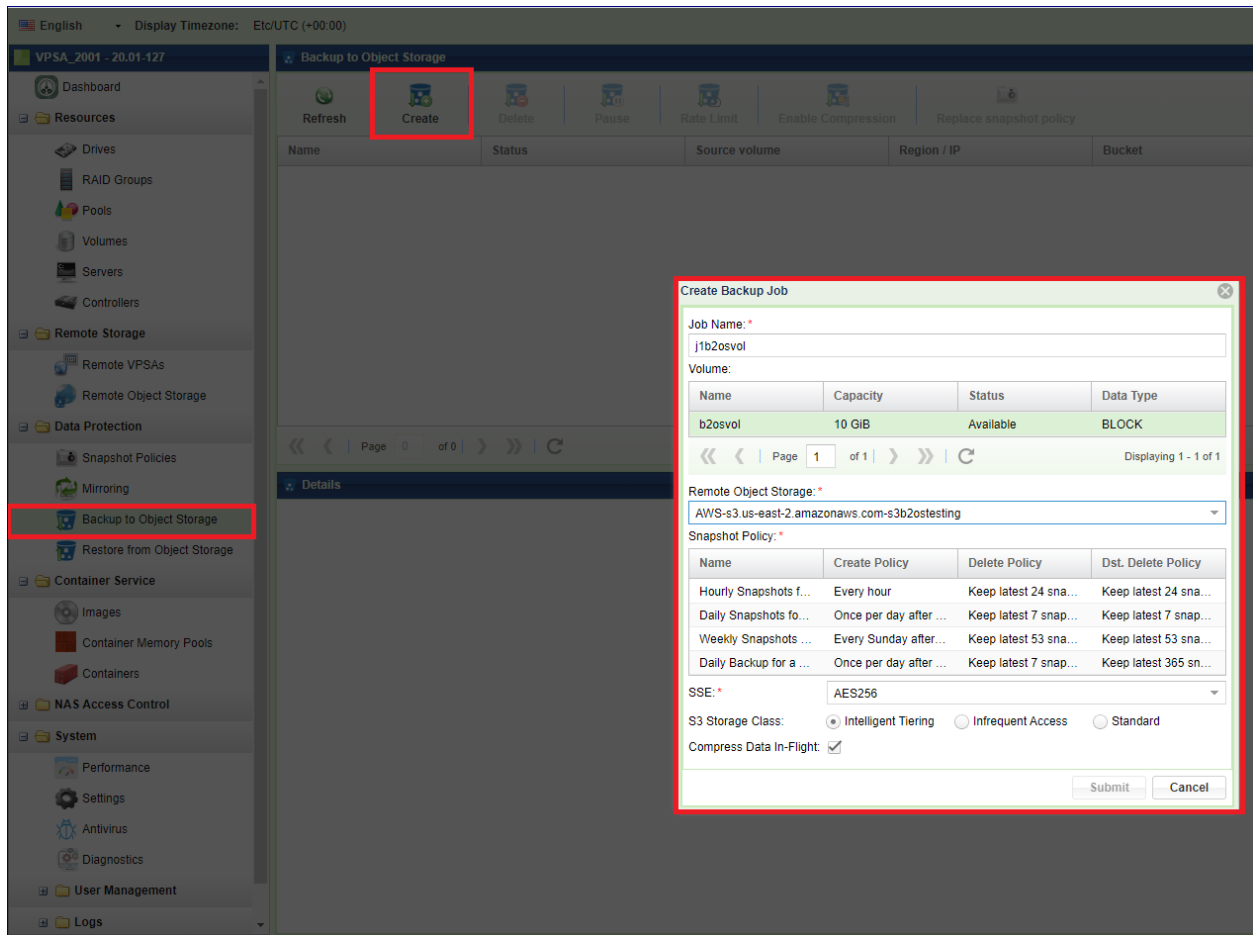 English Display Timezone: Etc/UTC (+00:00)
VPSA_2001 - 20.01-127
Dashboard
Resources
Drives
RAID Groups
Pools
Volumes
Servers
Controllers
Remote Storage
Remote VPSAs
Remote Object Storage
Data Protection
Snapshot Policies
Mirroring
Backup to Object Storage
Restore from Object Storage
Container Service
Images
Container Memory Pools
Containers
NAS Access Control
System
Performance
Settings
Antivirus
Diagnostics
User Management
Logs
Backup to Object Storage
Refresh Create Delete Pause Rate Limit Enable Compression Replace snapshot policy
Name Status Source volume Region / IP Bucket
Page 0 of 0
Details
Create Backup Job
Job Name: *
j1b2osvol
Volume:
Name Capacity Status Data Type
b2osvol 10 GiB Available BLOCK
Page 1 of 1 Displaying 1 - 1 of 1
Remote Object Storage: *
AWS-s3.us-east-2.amazonaws.com-s3b2ostesting
Snapshot Policy: *
Name Create Policy Delete Policy Dst. Delete Policy
Hourly Snapshots f... Every hour Keep latest 24 sna... Keep latest 24 sna...
Daily Snapshots fo... Once per day after ... Keep latest 7 snap... Keep latest 7 snap...
Weekly Snapshots ... Every Sunday after... Keep latest 53 sna... Keep latest 53 sna...
Daily Backup for a ... Once per day after ... Keep latest 7 snap... Keep latest 365 sn...
SSE: * AES256
S3 Storage Class: Intelligent Tiering Infrequent Access Standard
Compress Data In-Flight:
Submit Cancel